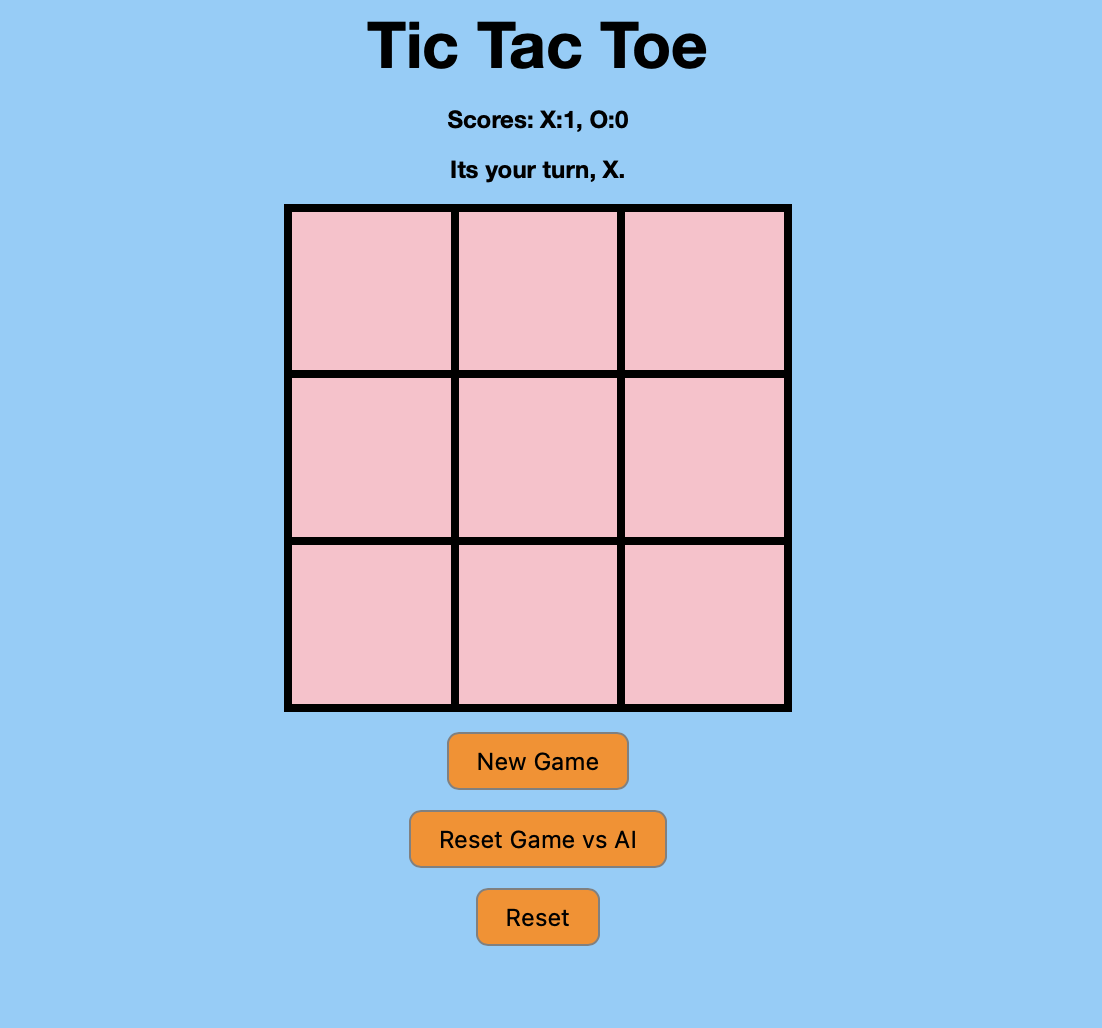 Tic Tac Toe
Scores: X:1, O:0
Its your turn, X.
New Game
Reset Game vs AI
Reset